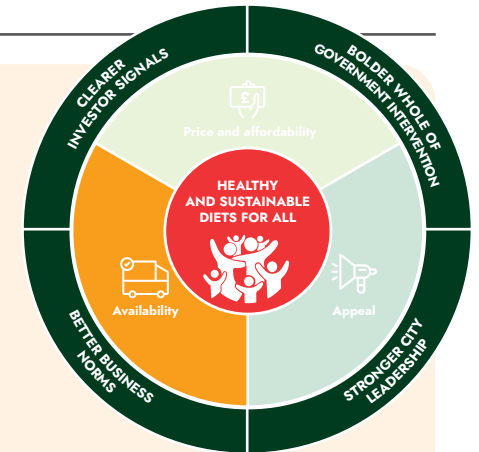 CLEARER
INVESTOR SIGNALS
BOLDER WHOLE OF
GOVERNMENT INTERVENTION
£
Price and affordability
HEALTHY
AND SUSTAINABLE
DIETS FOR ALL
Availability
Appeal
BETTER BUSINESS
NORMS
STRONGER CITY
LEADERSHIP